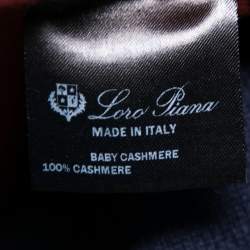 Loro Piana
MADE IN ITALY
BABY CASHMERE
100% CASHMERE